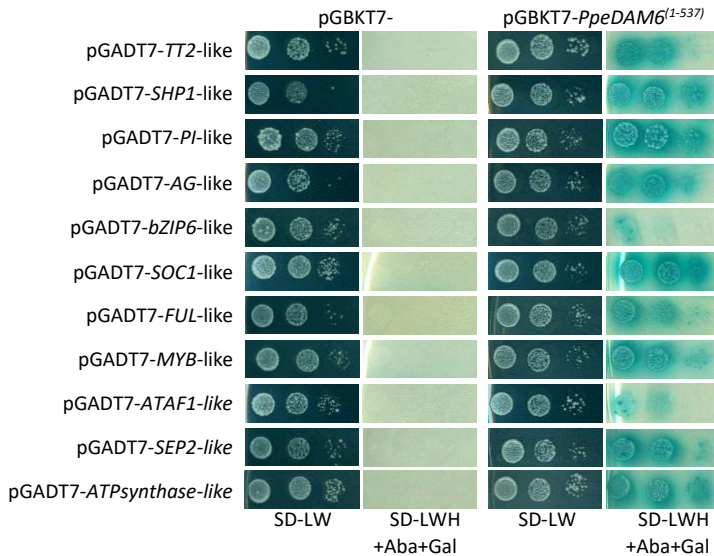 pGBKT7- pGBKT7-PpeDAM6(1-537)
pGADT7-TT2-like
pGADT7-SHP1-like
pGADT7-PI-like
pGADT7-AG-like
pGADT7-bZIP6-like
pGADT7-SOC1-like
pGADT7-FUL-like
pGADT7-MYB-like
pGADT7-ATAF1-like
pGADT7-SEP2-like
pGADT7-ATPsynthase-like
SD-LW SD-LWH SD-LW SD-LWH
+Aba+Gal +Aba+Gal